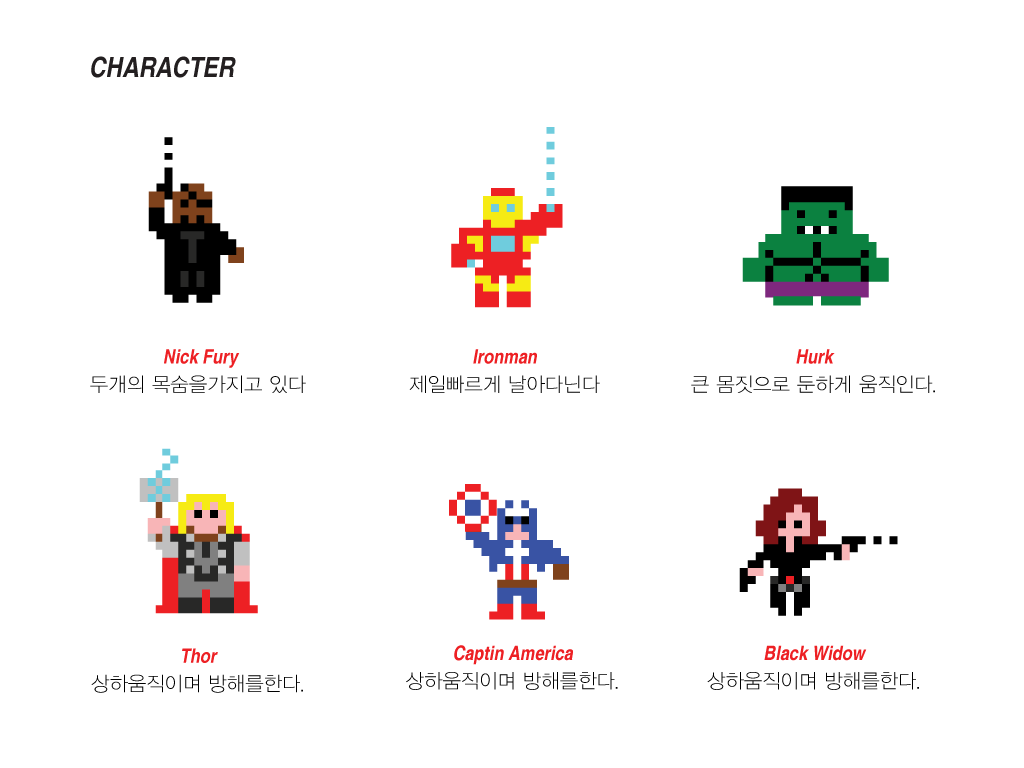 CHARACTER
Nick Fury
두개의 목숨을가지고 있다
Ironman
제일빠르게 날아다닌다
Hurk
큰 몸짓으로 둔하게 움직인다.
Thor
상하움직이며 방해를한다.
Captin America
상하움직이며 방해를한다.
Black Widow
상하움직이며 방해를한다.